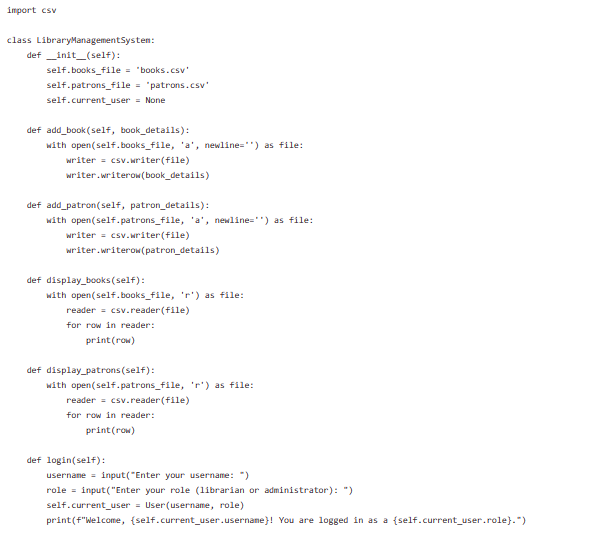 import csv

class LibraryManagementSystem:
    def __init__(self):
        self.books_file = 'books.csv'
        self.patrons_file = 'patrons.csv'
        self.current_user = None

    def add_book(self, book_details):
        with open(self.books_file, 'a', newline='') as file:
            writer = csv.writer(file)
            writer.writerow(book_details)

    def add_patron(self, patron_details):
        with open(self.patrons_file, 'a', newline='') as file:
            writer = csv.writer(file)
            writer.writerow(patron_details)

    def display_books(self):
        with open(self.books_file, 'r') as file:
            reader = csv.reader(file)
            for row in reader:
                print(row)

    def display_patrons(self):
        with open(self.patrons_file, 'r') as file:
            reader = csv.reader(file)
            for row in reader:
                print(row)

    def login(self):
        username = input("Enter your username: ")
        role = input("Enter your role (librarian or administrator): ")
        self.current_user = User(username, role)
        print(f"Welcome, {self.current_user.username}! You are logged in as a {self.current_user.role}.")